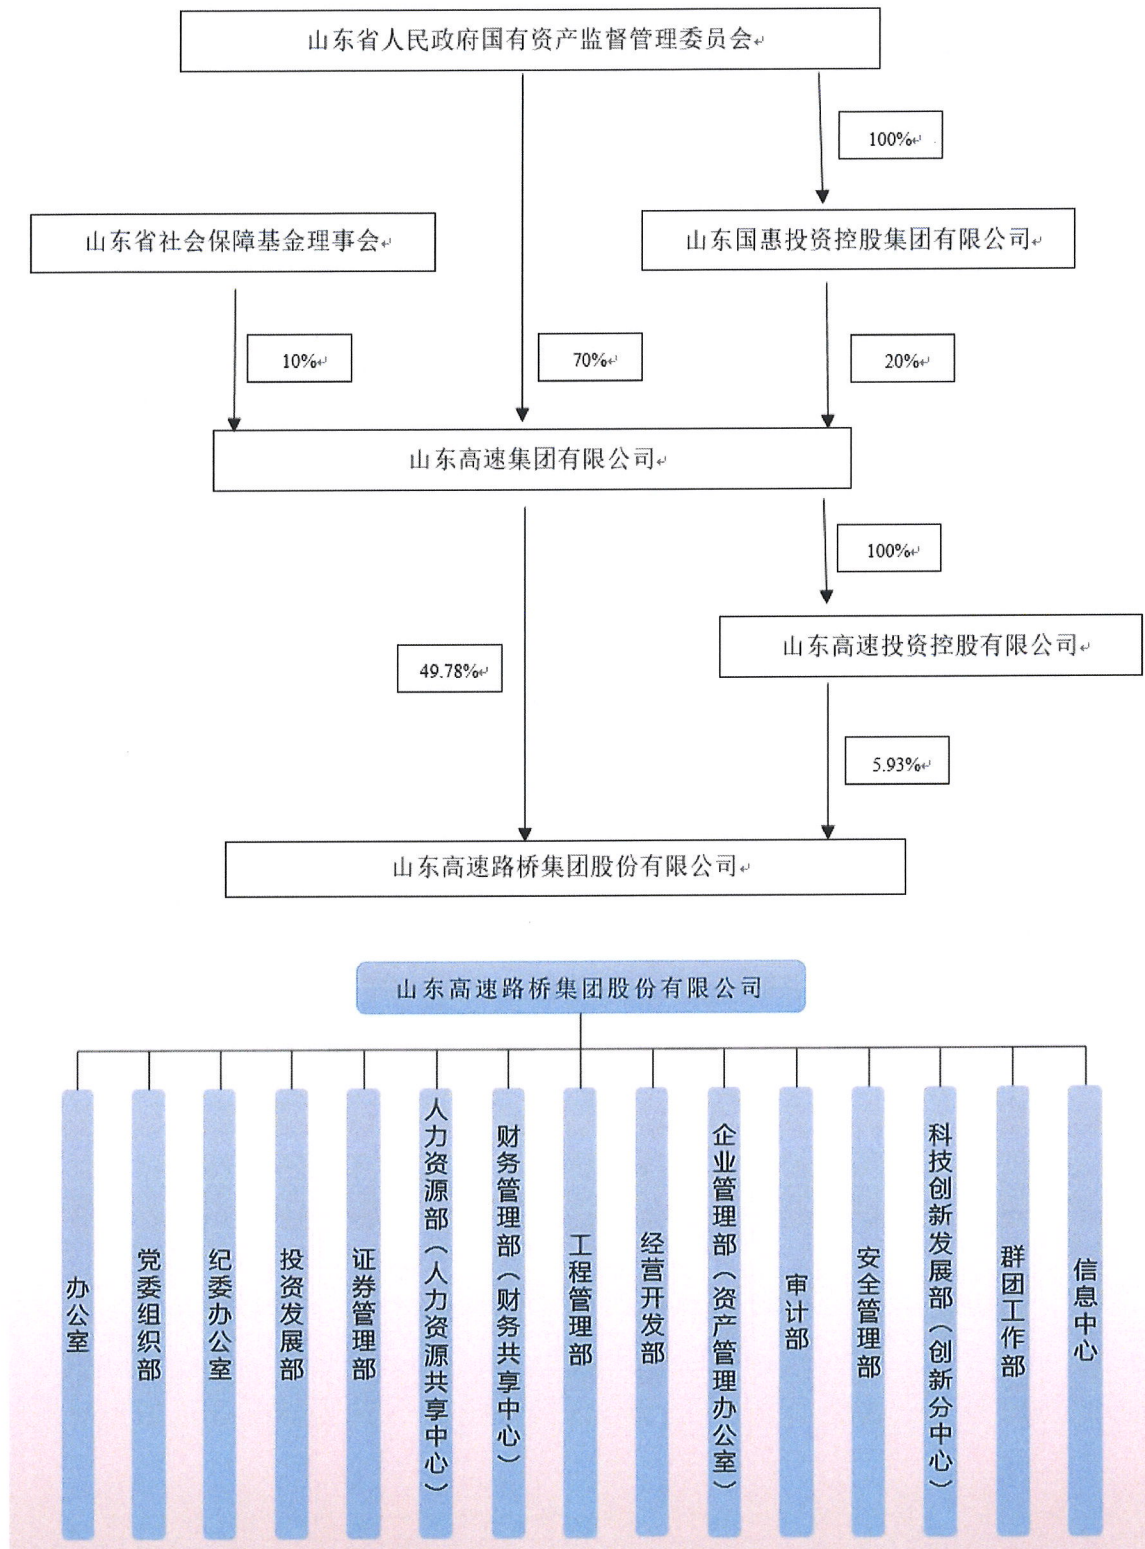 山东省人民政府国有资产监督管理委员会
100%
山东省社会保障基金理事会
山东国惠投资控股集团有限公司
10%
70%
20%
山东高速集团有限公司
100%
山东高速投资控股有限公司
49.78%
5.93%
山东高速路桥集团股份有限公司
山东高速路桥集团股份有限公司
办公室
党委组织部
纪委办公室
投资发展部
证券管理部
人力资源部（人力资源共享中心）
财务管理部（财务共享中心）
工程管理部
经营开发部
企业管理部（资产管理办公室）
审计部
安全管理部
科技创新发展部（创新分中心）
群团工作部
信息中心